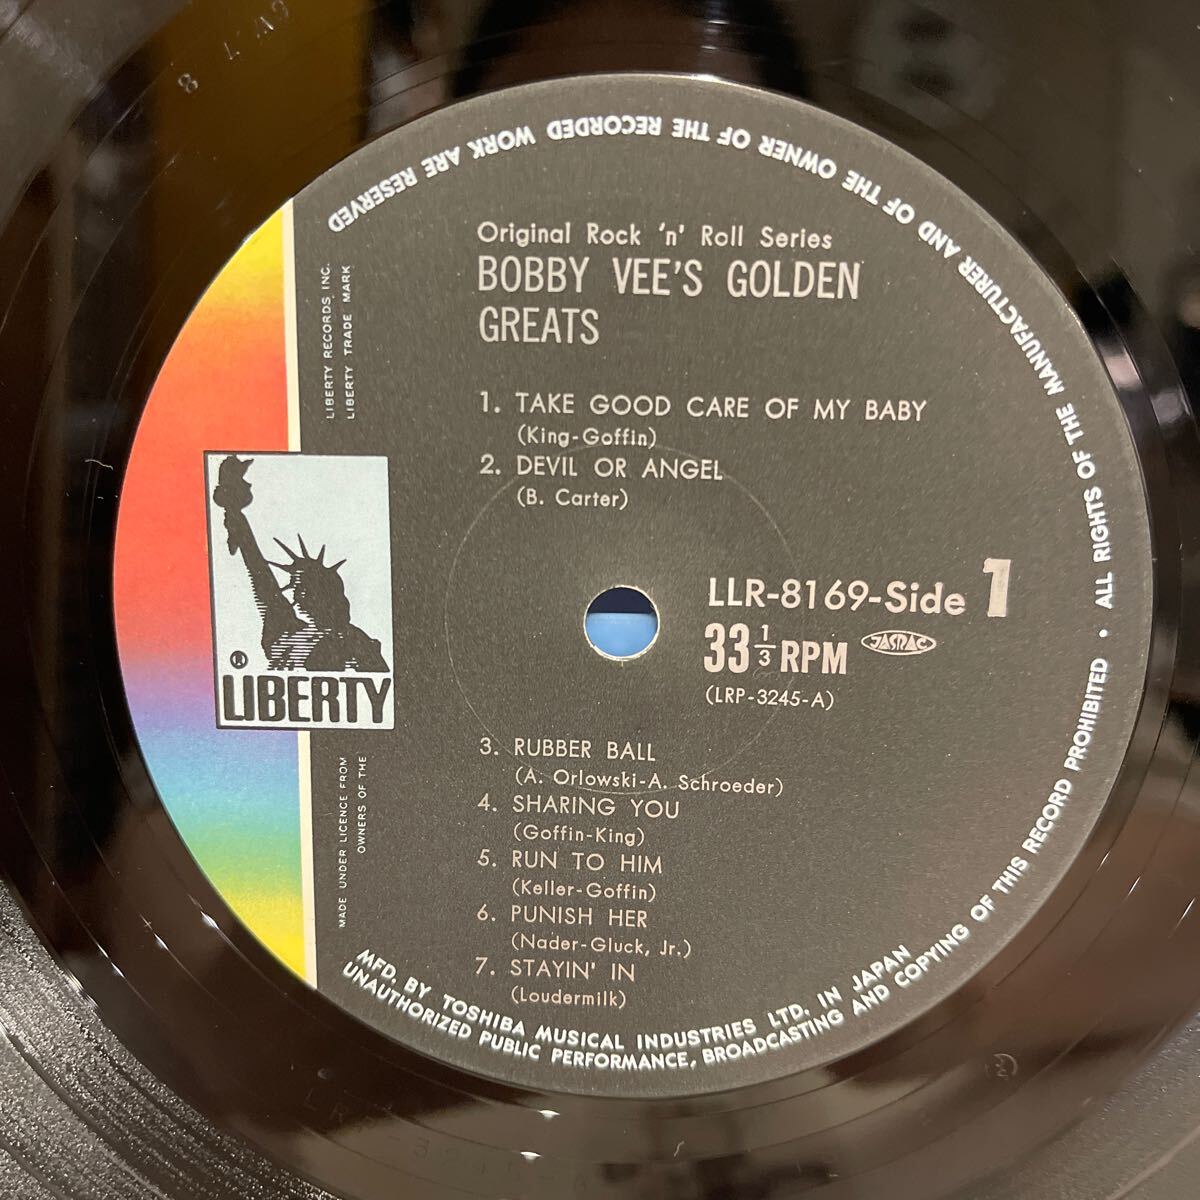 Original Rock 'n' Roll Series
BOBBY VEE'S GOLDEN
GREATS
1. TAKE GOOD CARE OF MY BABY
(King-Goffin)
2. DEVIL OR ANGEL
(B. Carter)
LLR-8169-Side 1
33 1/3 RPM
JASRAC
(LRP-3245-A)
3. RUBBER BALL
(A. Orlowski-A. Schroeder)
4. SHARING YOU
(Goffin-King)
5. RUN TO HIM
(Keller-Goffin)
6. PUNISH HER
(Nader-Gluck, Jr.)
7. STAYIN' IN
(Loudermilk)
LIBERTY RECORDS, INC.
LIBERTY TRADE MARK
®
LIBERTY
MADE UNDER LICENCE FROM
OWNERS OF THE
MFD. BY TOSHIBA MUSICAL INDUSTRIES LTD. IN JAPAN
UNAUTHORIZED PUBLIC PERFORMANCE, BROADCASTING AND COPYING OF THIS RECORD PROHIBITED • ALL RIGHTS OF THE MANUFACTURER AND OF THE OWNER OF THE RECORDED WORK ARE RESERVED